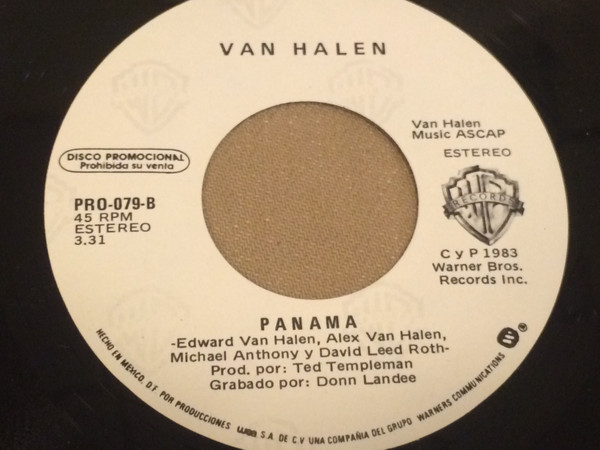 VAN HALEN
Van Halen
Music ASCAP
ESTEREO
DISCO PROMOCIONAL
Prohibida su venta
PRO-079-B
45 RPM
ESTEREO
3.31
RECORDS
C y P 1983
Warner Bros.
Records Inc.
PANAMA
-Edward Van Halen, Alex Van Halen,
Michael Anthony y David Leed Roth-
Prod. por: Ted Templeman
Grabado por: Donn Landee
HECHO EN MEXICO, D.F. POR PRODUCCIONES wea S.A. DE C.V UNA COMPAÑIA DEL GRUPO WARNERS COMMUNICATIONS ®